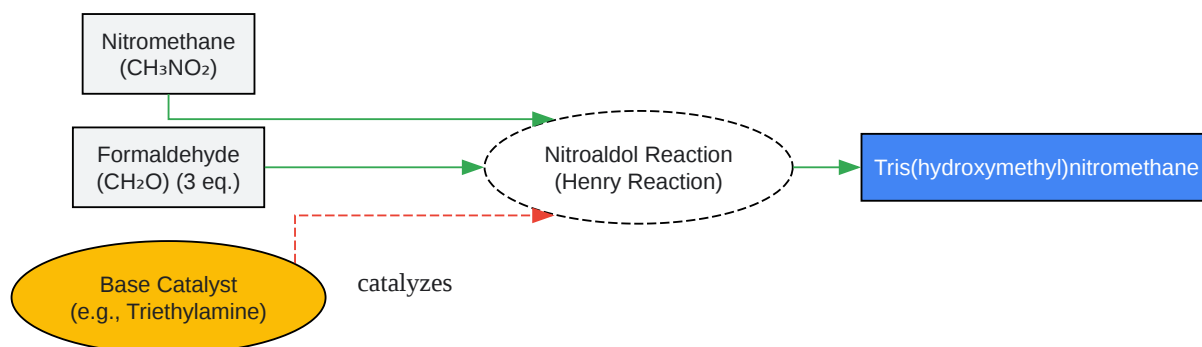 Nitromethane
(CH₃NO₂)
Formaldehyde
(CH₂O) (3 eq.)
Nitroaldol Reaction
(Henry Reaction)
Tris(hydroxymethyl)nitromethane
Base Catalyst
(e.g., Triethylamine)
catalyzes